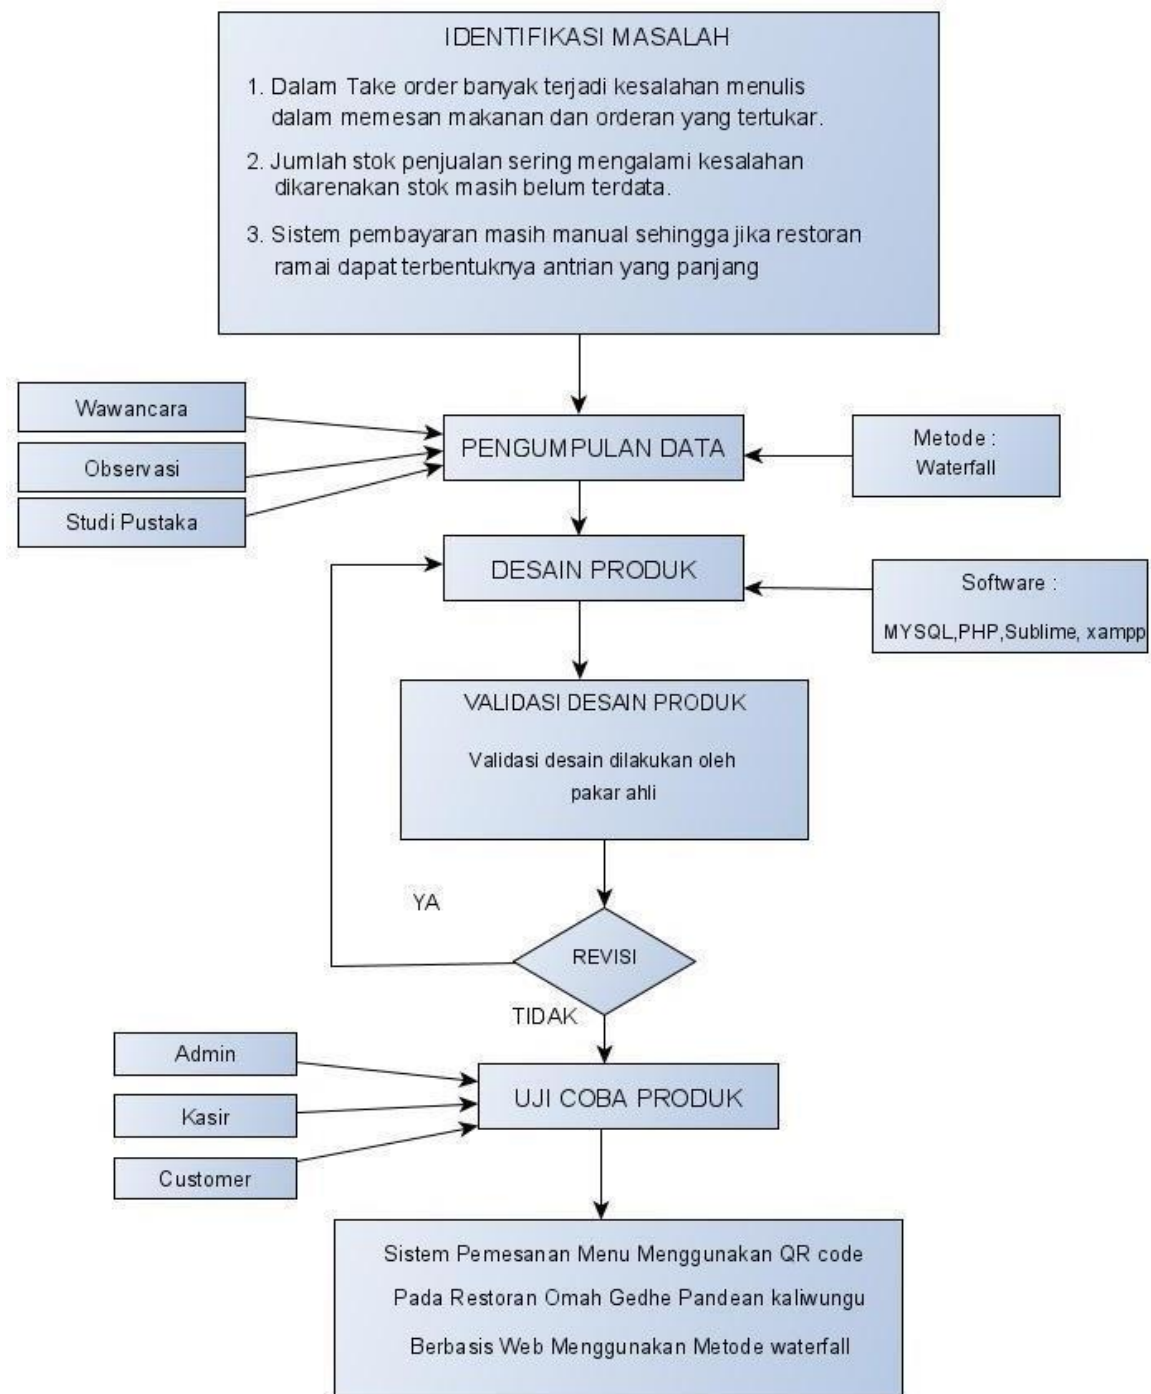 IDENTIFIKASI MASALAH
1. Dalam Take order banyak terjadi kesalahan menulis
dalam memesan makanan dan orderan yang tertukar.
2. Jumlah stok penjualan sering mengalami kesalahan
dikarenakan stok masih belum terdata.
3. Sistem pembayaran masih manual sehingga jika restoran
ramai dapat terbentuknya antrian yang panjang
Wawancara
Observasi
Studi Pustaka
PENGUMPULAN DATA
Metode :
Waterfall
DESAIN PRODUK
Software :
MYSQL,PHP,Sublime, xampp
VALIDASI DESAIN PRODUK
Validasi desain dilakukan oleh
pakar ahli
YA
REVISI
TIDAK
Admin
Kasir
Customer
UJI COBA PRODUK
Sistem Pemesanan Menu Menggunakan QR code
Pada Restoran Omah Gedhe Pandean kaliwungu
Berbasis Web Menggunakan Metode waterfall